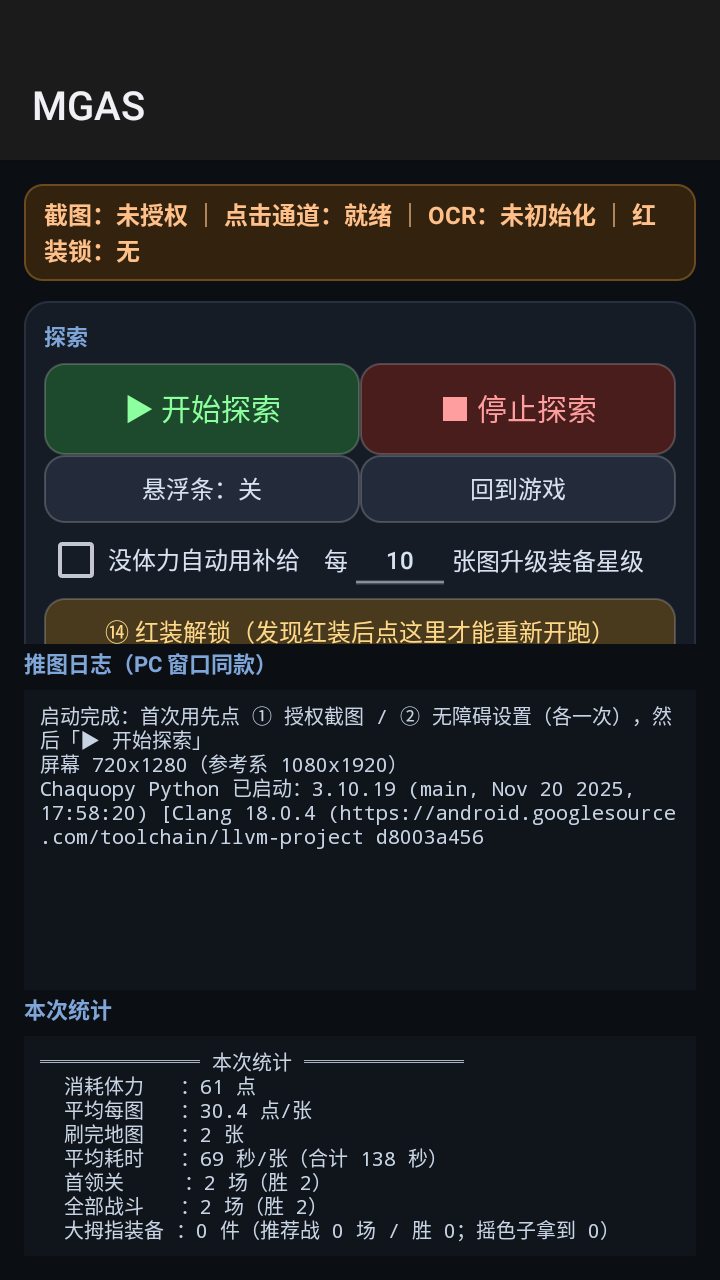 MGAS
截图：未授权 ｜ 点击通道：就绪 ｜ OCR：未初始化 ｜ 红
装锁：无
探索
▶ 开始探索
■ 停止探索
悬浮条：关
回到游戏
没体力自动用补给 每 10 张图升级装备星级
⑭ 红装解锁（发现红装后点这里才能重新开跑）
推图日志（PC 窗口同款）
启动完成：首次用先点 ① 授权截图 / ② 无障碍设置（各一次），然
后「▶ 开始探索」
屏幕 720x1280（参考系 1080x1920）
Chaquopy Python 已启动：3.10.19 (main, Nov 20 2025,
17:58:20) [Clang 18.0.4 (https://android.googlesource
.com/toolchain/llvm-project d8003a456
本次统计
════════════════ 本次统计 ════════════════
消耗体力 ：61 点
平均每图 ：30.4 点/张
刷完地图 ：2 张
平均耗时 ：69 秒/张（合计 138 秒）
首领关 ：2 场（胜 2）
全部战斗 ：2 场（胜 2）
大拇指装备 ：0 件（推荐战 0 场 / 胜 0；摇色子拿到 0）